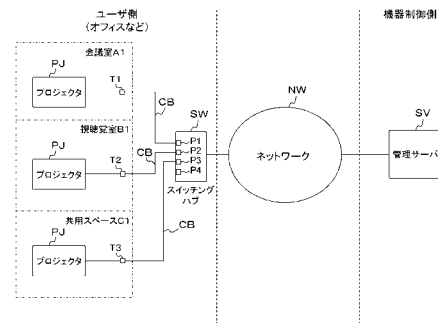 ユーザ側
(オフィスなど)
機器制御側
会議室A1
PJ
プロジェクタ
T1
CB
SW
NW
SV
視聴覚室B1
PJ
プロジェクタ
T2
CB
P1
P2
P3
P4
スイッチング
ハブ
ネットワーク
管理サーバ
共用スペースC1
PJ
プロジェクタ
T3
CB